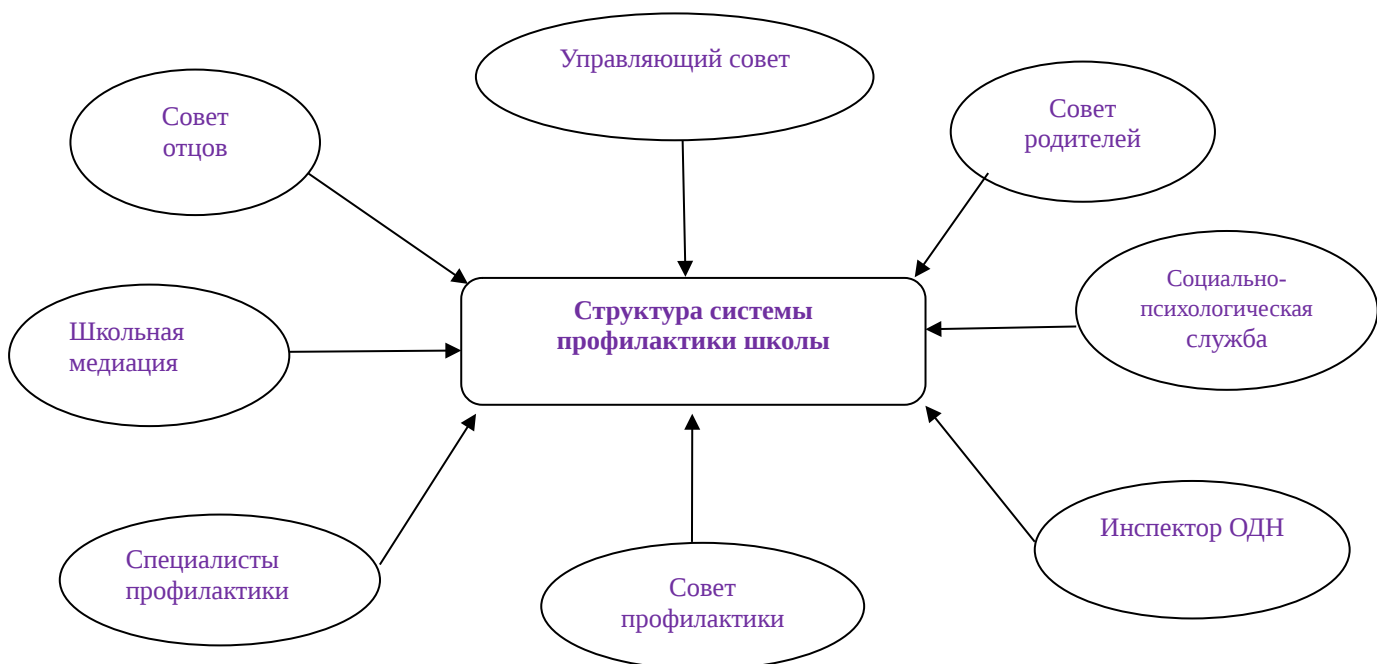 Управляющий совет
Совет
отцов
Совет
родителей
Социально-
психологическая
служба
Структура системы
профилактики школы
Школьная
медиация
Инспектор ОДН
Специалисты
профилактики
Совет
профилактики